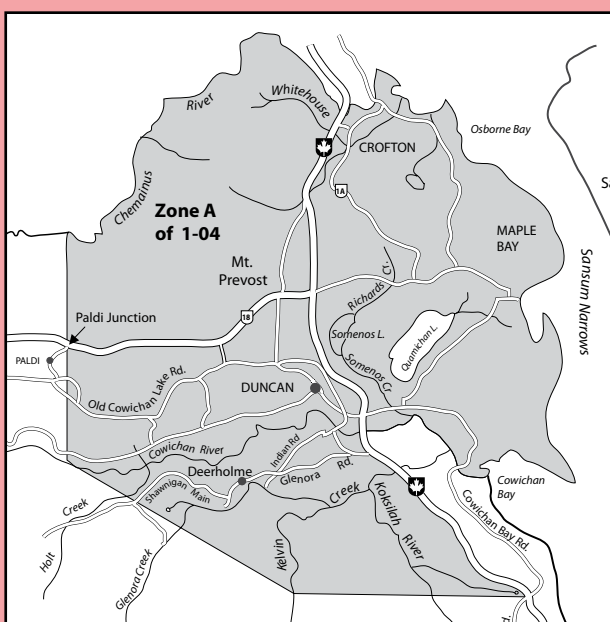 River
Whitehouse
Osborne Bay
CROFTON
Sa
Chemainus
1A
Zone A
of 1-04
MAPLE
BAY
Mt.
Prevost
Sansum Narrows
Richards Cr.
18
Paldi Junction
Somenos L.
Quamichan L.
PALDI
Somenos Cr
Old Cowichan Lake Rd.
DUNCAN
Cowichan River
Indian Rd
Deerholme
Glenora Rd.
Shawnigan
Main
Cowichan
Bay
Creek
Holt
Kelvin
Creek
Koksilah River
Cowichan Bay Rd.
Glenora Creek